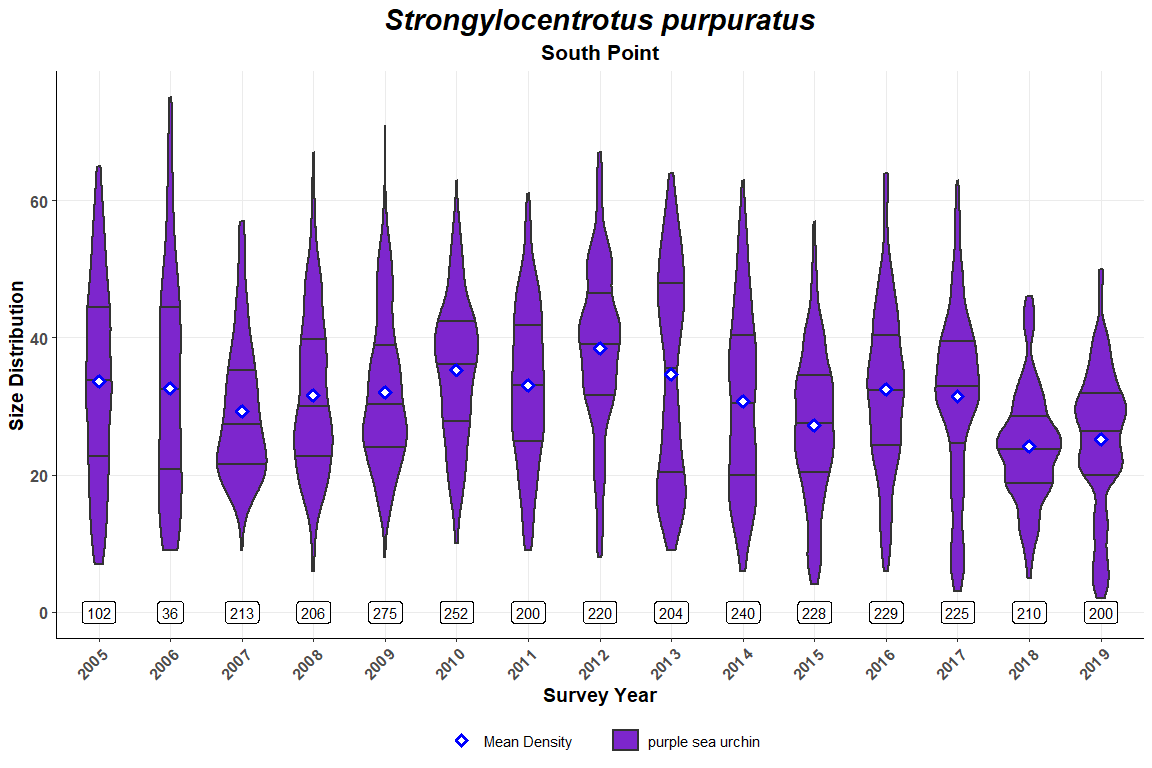 Strongylocentrotus purpuratus
South Point
Size Distribution
60
40
20
0
102 36 213 206 275 252 200 220 204 240 228 229 225 210 200
2005 2006 2007 2008 2009 2010 2011 2012 2013 2014 2015 2016 2017 2018 2019
Survey Year
Mean Density purple sea urchin